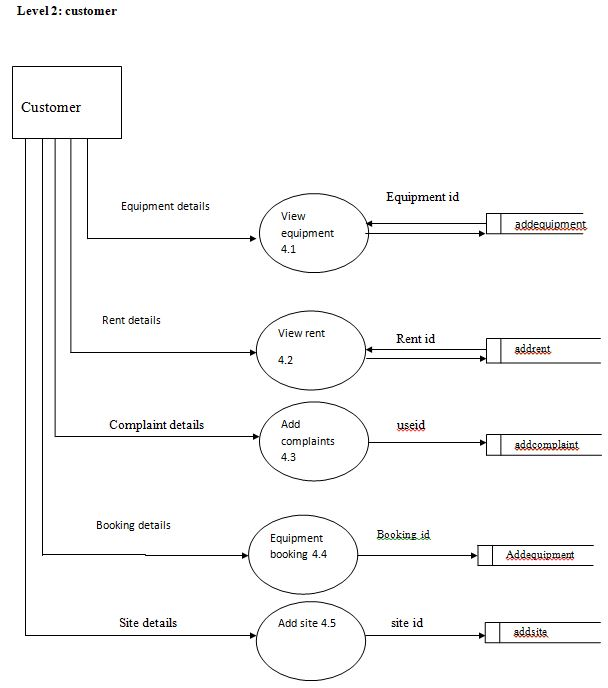 Level 2: customer
Customer
Equipment details
View
equipment
4.1
Equipment id
addequipment
Rent details
View rent
4.2
Rent id
addrent
Complaint details
Add
complaints
4.3
useid
addcomplaint
Booking details
Equipment
booking 4.4
Booking id
Addequipment
Site details
Add site 4.5
site id
addsite